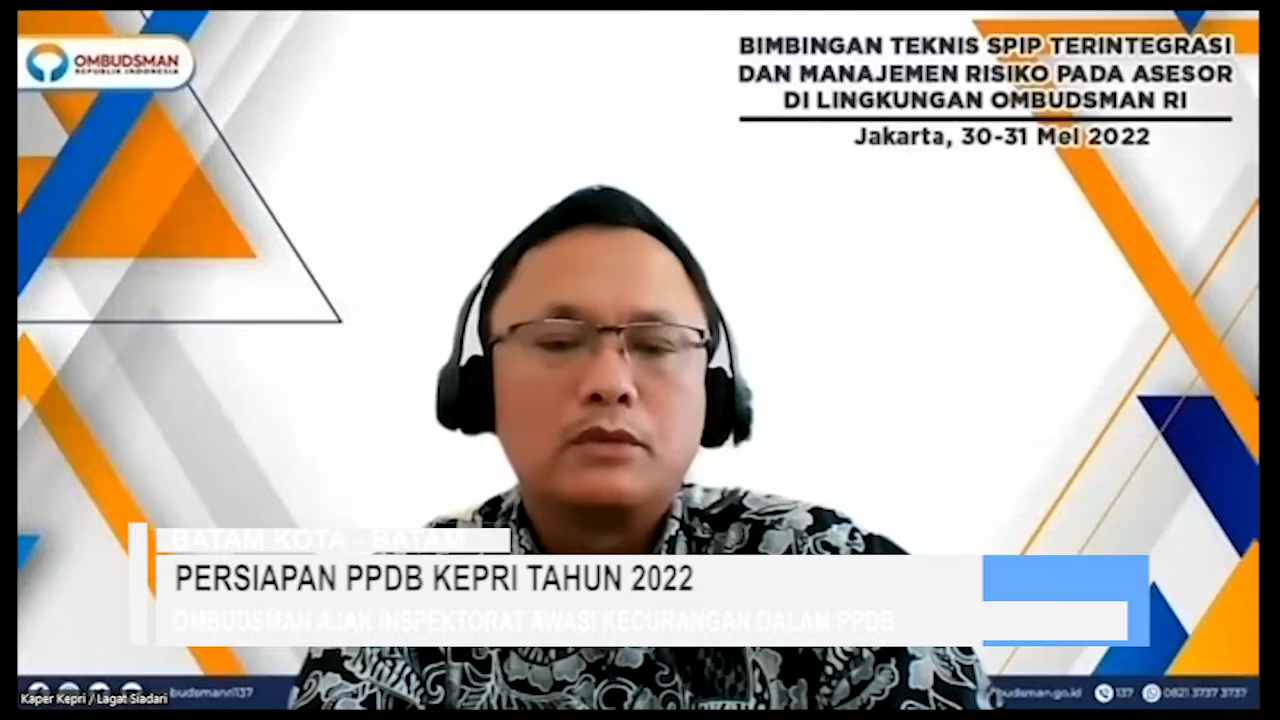 OMBUDSMAN
REPUBLIK INDONESIA
BIMBINGAN TEKNIS SPIP TERINTEGRASI
DAN MANAJEMEN RISIKO PADA ASESOR
DI LINGKUNGAN OMBUDSMAN RI
Jakarta, 30-31 Mei 2022
BATAM KOTA - BATAM
PERSIAPAN PPDB KEPRI TAHUN 2022
OMBUDSMAN AJAK INSPEKTORAT AWASI KECURANGAN DALAM PPDB
Kaper Kepri / Lagat Siadari
budsmanri137
budsman.go.id
137
0821 3737 3737